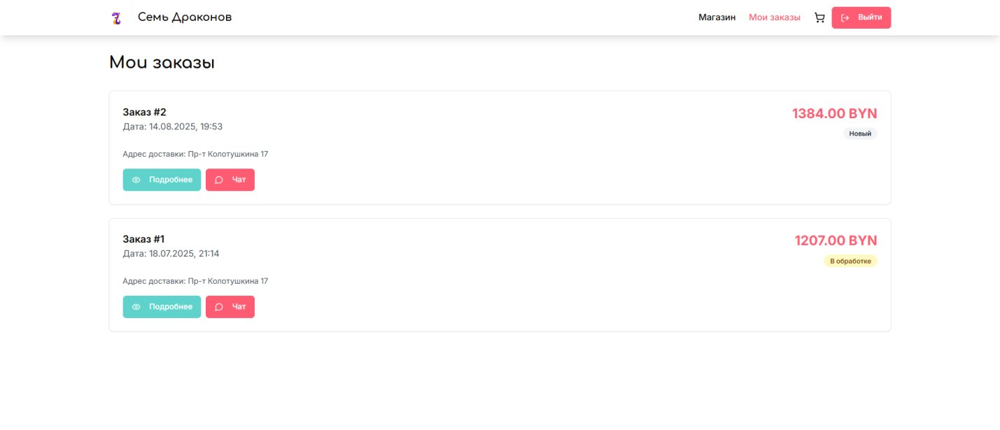 Семь Драконов
Магазин Мои заказы Выйти
Мои заказы
Заказ #2 1384.00 BYN
Дата: 14.08.2025, 19:53
Новый
Адрес доставки: Пр-т Колотушкина 17
Подробнее Чат
Заказ #1 1207.00 BYN
Дата: 18.07.2025, 21:14
В обработке
Адрес доставки: Пр-т Колотушкина 17
Подробнее Чат